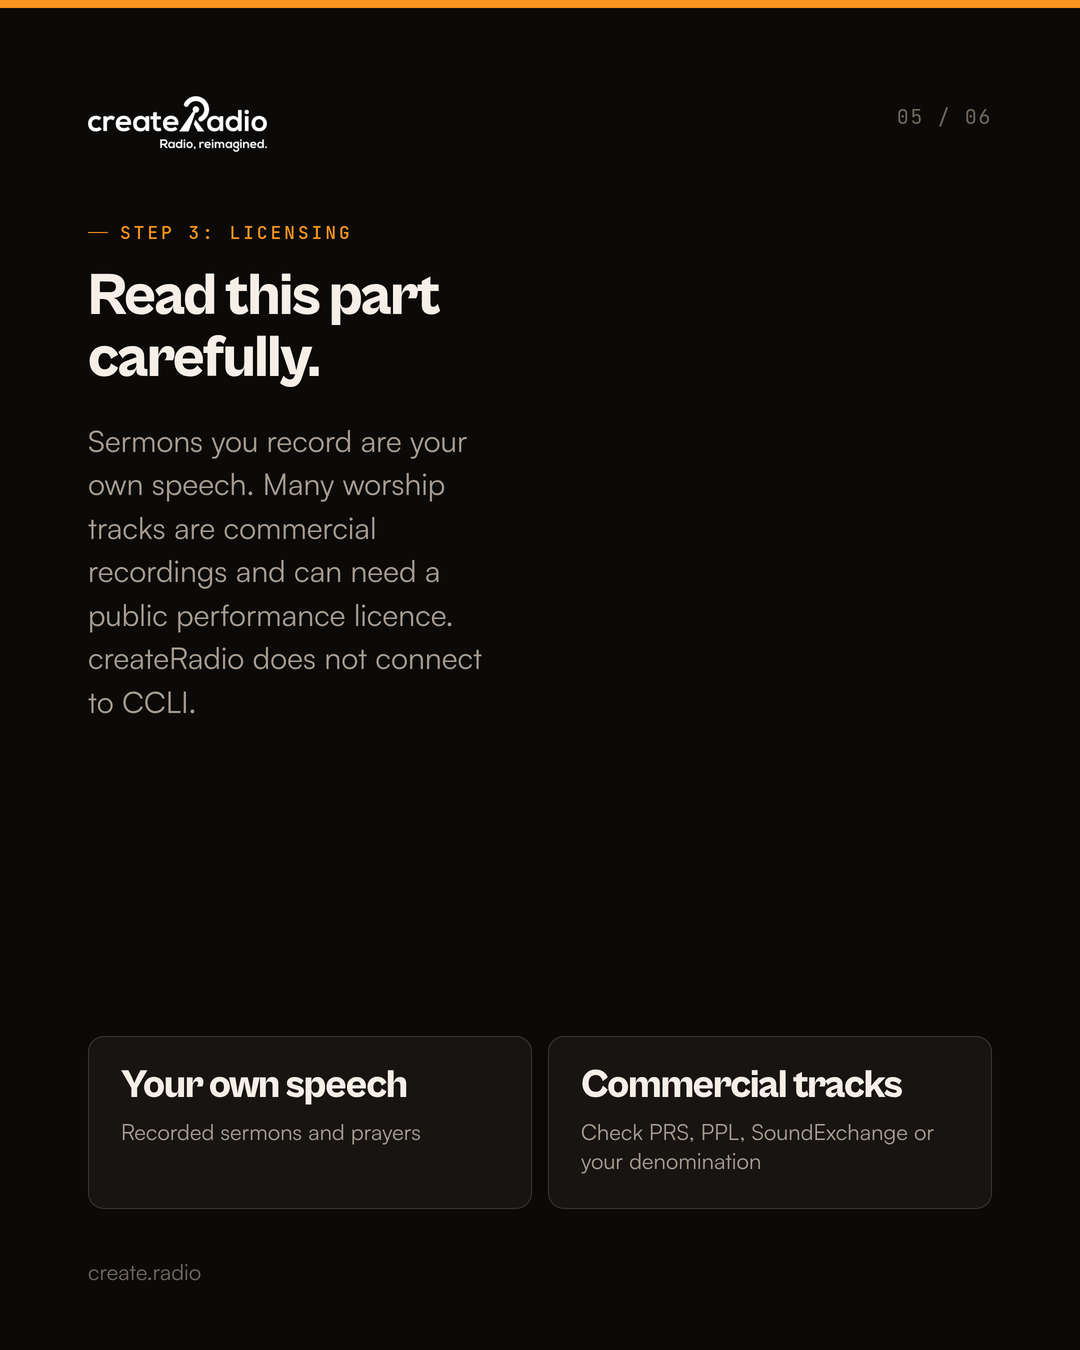 createRadio
Radio, reimagined.
05 / 06
— STEP 3: LICENSING
Read this part
carefully.
Sermons you record are your
own speech. Many worship
tracks are commercial
recordings and can need a
public performance licence.
createRadio does not connect
to CCLI.
Your own speech
Recorded sermons and prayers
Commercial tracks
Check PRS, PPL, SoundExchange or
your denomination
create.radio